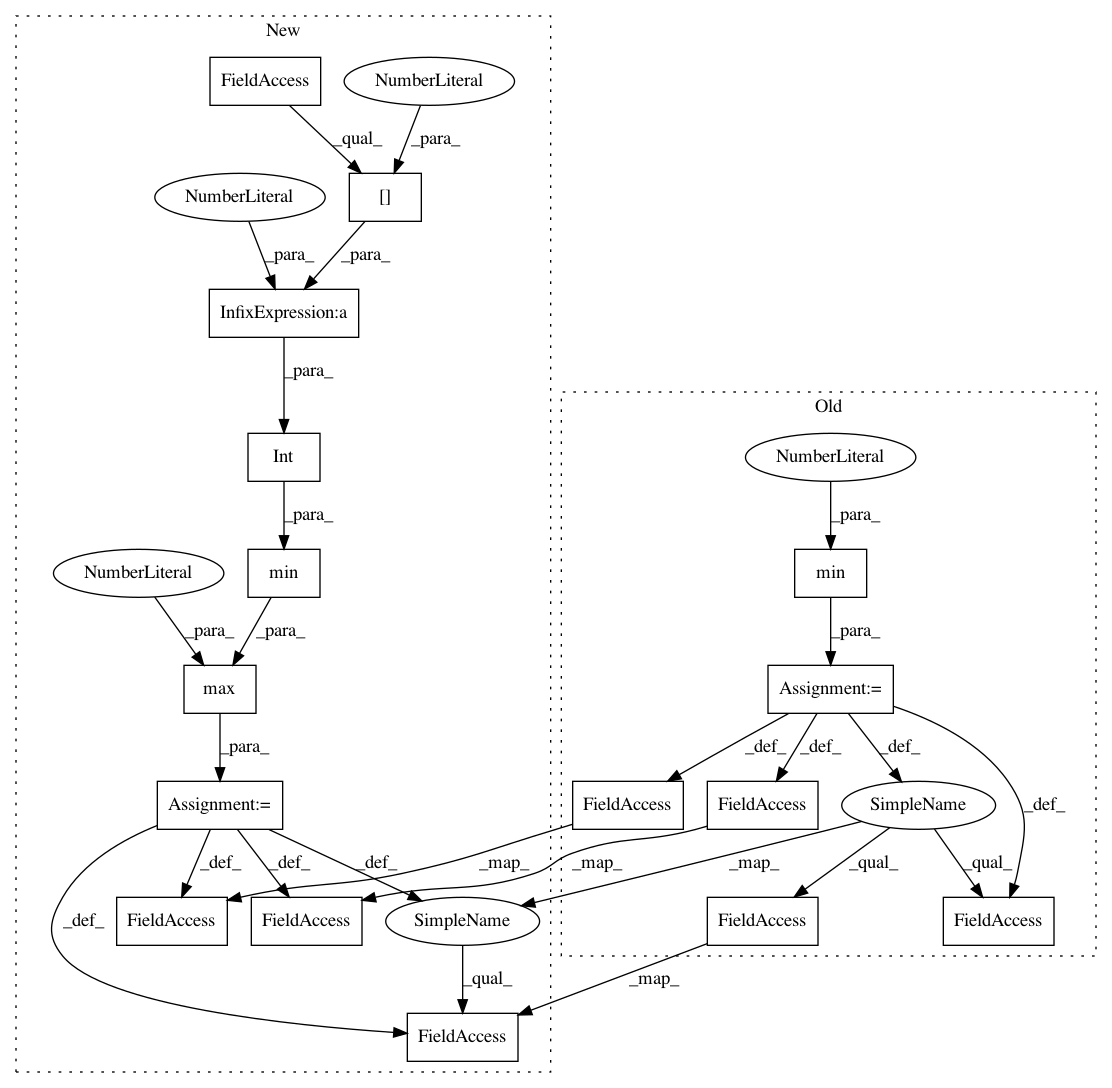 New
FieldAccess
NumberLiteral
_qual_
_para_
NumberLiteral
[]
_para_
_para_
InfixExpression:a
_para_
Int
_para_
NumberLiteral
min
_para_
_para_
max
_para_
Assignment:=
_def_
_def_
_def_
_def_
FieldAccess
FieldAccess
SimpleName
_qual_
FieldAccess
Old
NumberLiteral
_para_
min
_para_
Assignment:=
_def_
_def_
_def_
_def_
FieldAccess
FieldAccess
SimpleName
_map_
_map_
_map_
_qual_
_qual_
FieldAccess
FieldAccess
_map_